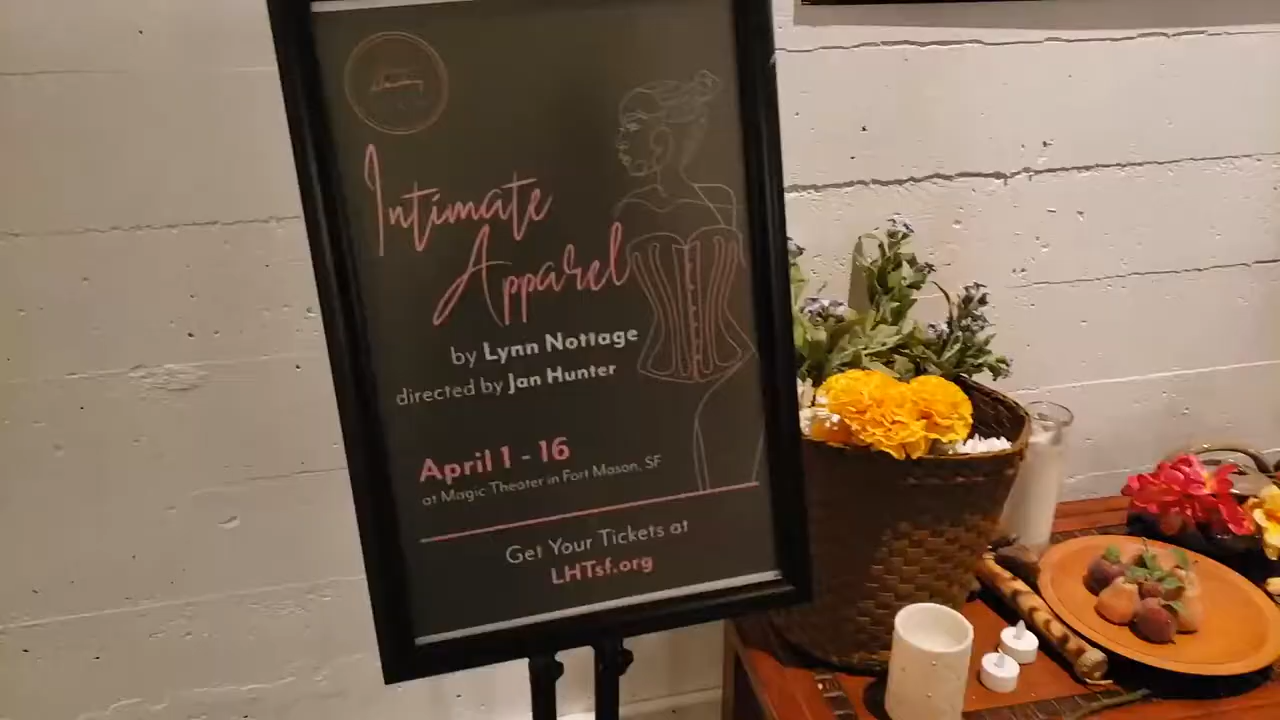 Intimate
Apparel
by Lynn Nottage
directed by Jan Hunter
April 1 - 16
at Magic Theater in Fort Mason, SF
Get Your Tickets at
LHTsf.org